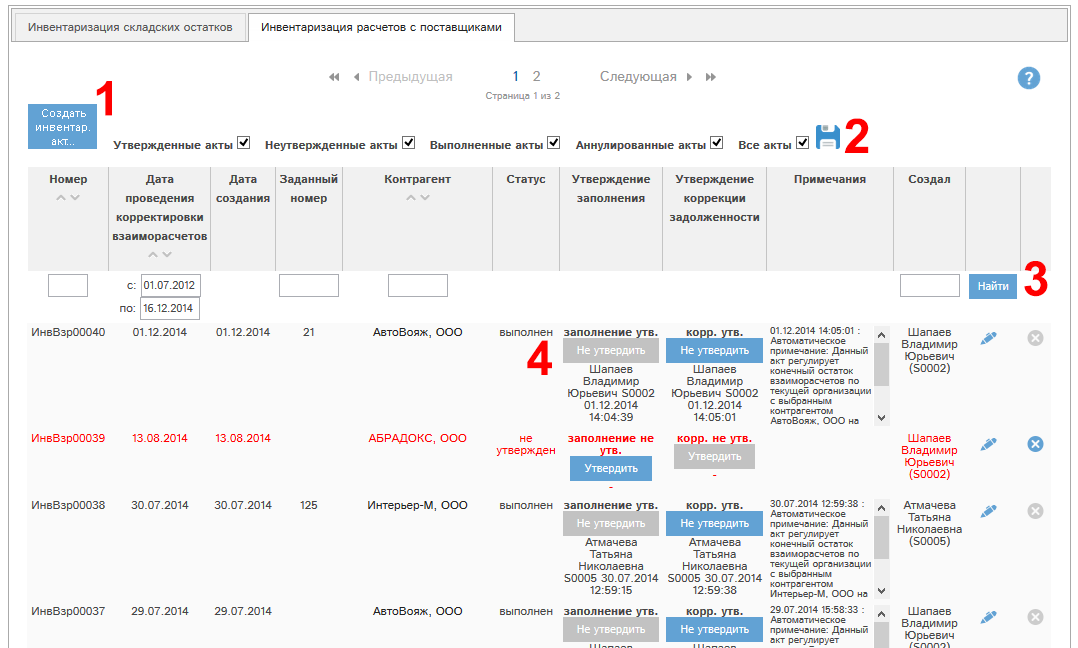 Инвентаризация складских остатков
Инвентаризация расчетов с поставщиками
Предыдущая 1 2 Следующая
Страница 1 из 2
?
1
Создать
инвентар.
акт...
Утвержденные акты Неутвержденные акты Выполненные акты Аннулированные акты Все акты
2
Номер
Дата
проведения
корректировки
взаиморасчетов
Дата
создания
Заданный
номер
Контрагент
Статус
Утверждение
заполнения
Утверждение
коррекции
задолженности
Примечания
Создал
с: 01.07.2012
по: 16.12.2014
Найти
3
ИнвВзр00040 01.12.2014 01.12.2014 21 АвтоВояж, ООО выполнен
4
заполнение утв.
Не утвердить
Шапаев
Владимир
Юрьевич S0002
01.12.2014
14:04:39
корр. утв.
Не утвердить
Шапаев
Владимир
Юрьевич S0002
01.12.2014
14:05:01
01.12.2014 14:05:01 :
Автоматическое
примечание: Данный
акт регулирует
конечный остаток
взаиморасчетов по
текущей организации
с выбранным
контрагентом
АвтоВояж, ООО на
Шапаев
Владимир
Юрьевич
(S0002)
ИнвВзр00039 13.08.2014 13.08.2014 АБРАДОКС, ООО
не
утвержден
заполнение не
утв.
Утвердить
-
корр. не утв.
Утвердить
-
Шапаев
Владимир
Юрьевич
(S0002)
ИнвВзр00038 30.07.2014 30.07.2014 125 Интерьер-М, ООО выполнен
заполнение утв.
Не утвердить
Атмачева
Татьяна
Николаевна
S0005 30.07.2014
12:59:15
корр. утв.
Не утвердить
Атмачева
Татьяна
Николаевна
S0005 30.07.2014
12:59:38
30.07.2014 12:59:38 :
Автоматическое
примечание: Данный
акт регулирует
конечный остаток
взаиморасчетов по
текущей организации
с выбранным
контрагентом
Интерьер-М, ООО на
Атмачева
Татьяна
Николаевна
(S0005)
ИнвВзр00037 29.07.2014 29.07.2014 АвтоВояж, ООО выполнен
заполнение утв.
Не утвердить
Шапаев
корр. утв.
Не утвердить
Шапаев
29.07.2014 15:58:33 :
Автоматическое
примечание: Данный
акт регулирует
Шапаев
Владимир
Юрьевич
(S0002)